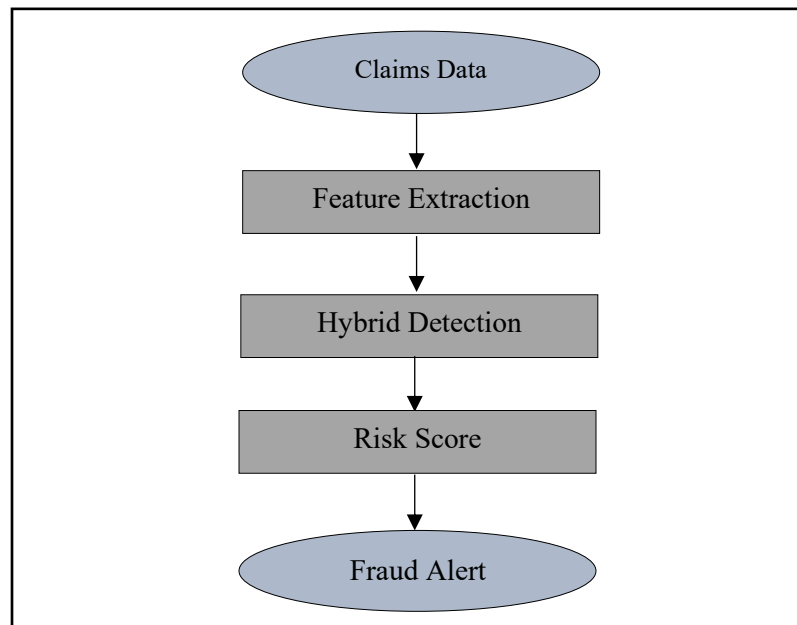 Claims Data
Feature Extraction
Hybrid Detection
Risk Score
Fraud Alert